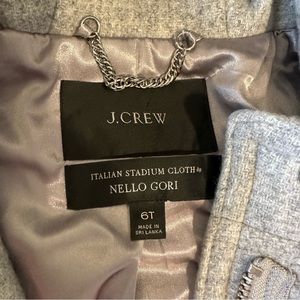 J.CREW
ITALIAN STADIUM CLOTH by
NELLO GORI
6T
MADE IN
SRI LANKA